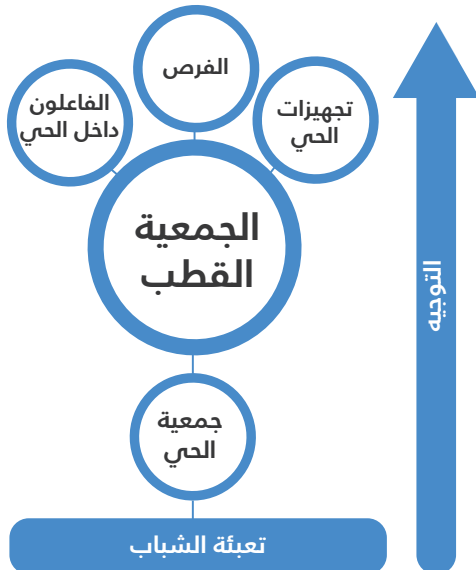 الفرص
تجهيزات
الحي
الفاعلون
داخل الحي
الجمعية
القطب
التوجيه
جمعية
الحي
تعبئة الشباب